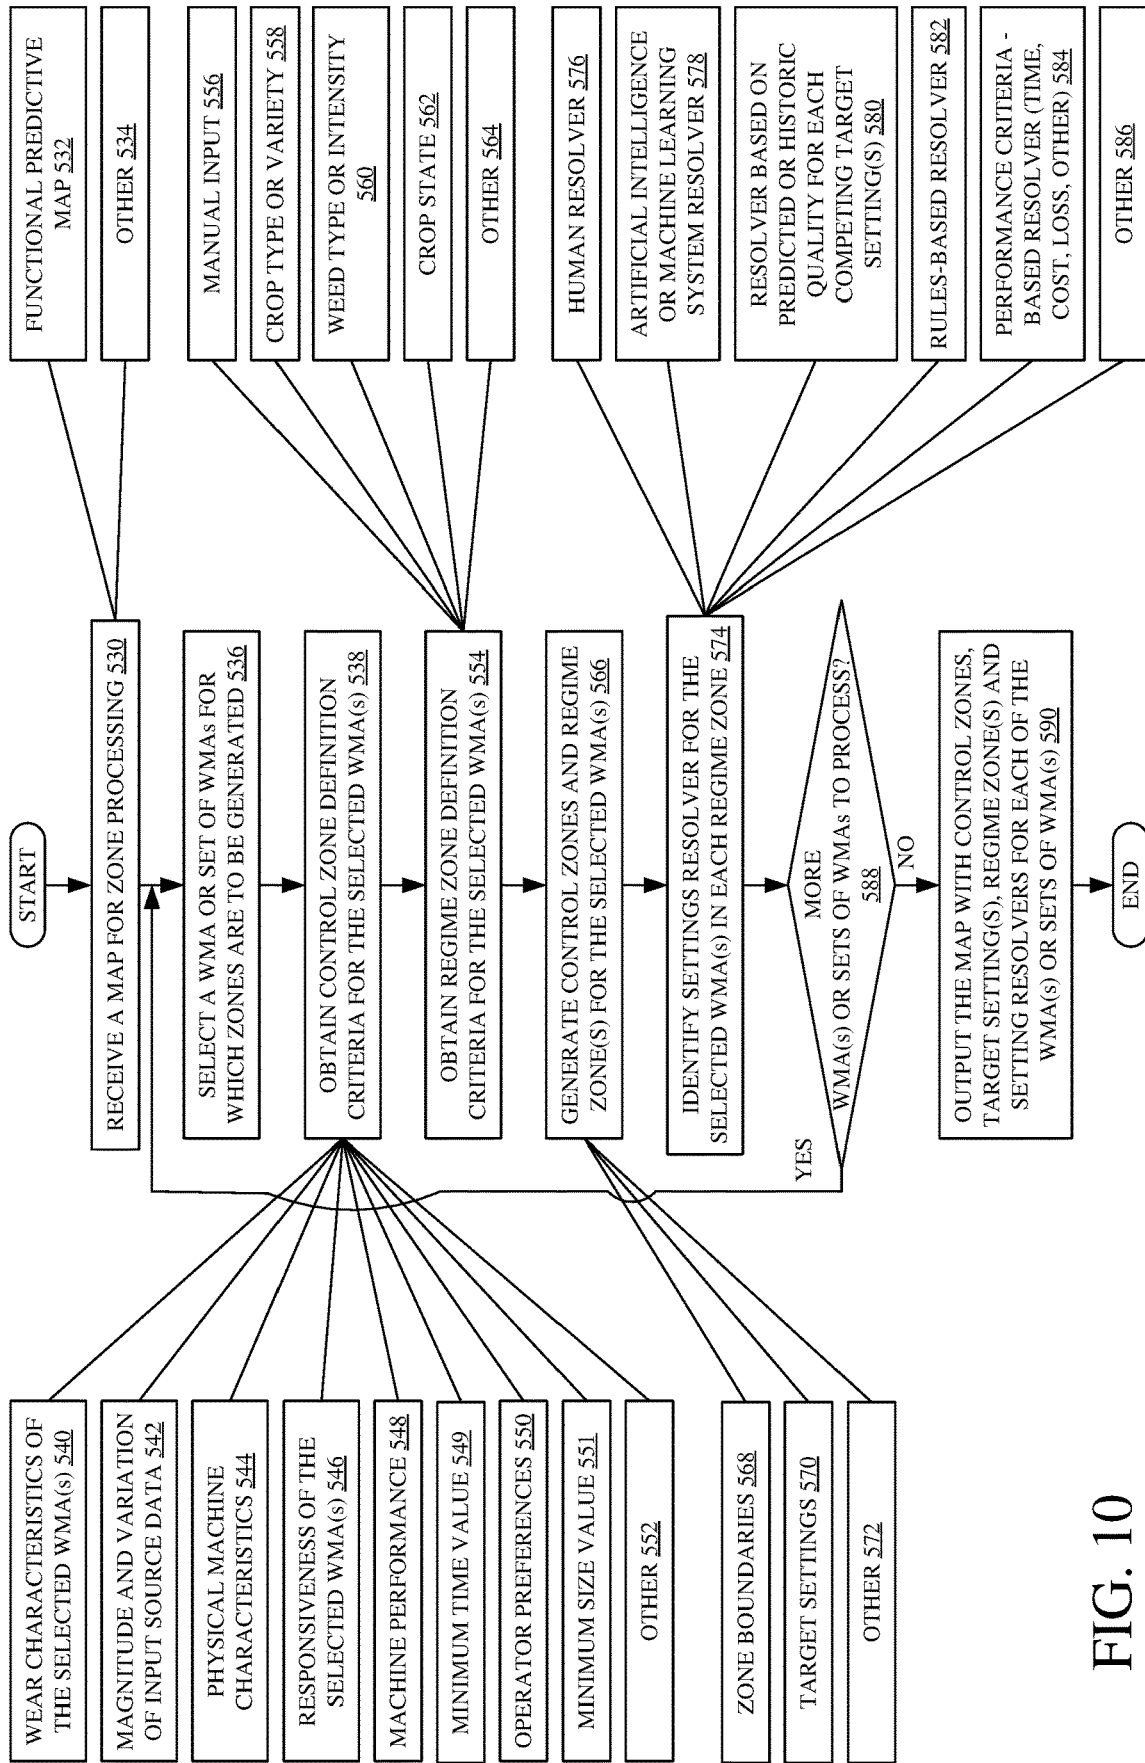 START
RECEIVE A MAP FOR ZONE PROCESSING 530
FUNCTIONAL PREDICTIVE
MAP 532
OTHER 534
SELECT A WMA OR SET OF WMAs FOR
WHICH ZONES ARE TO BE GENERATED 536
OBTAIN CONTROL ZONE DEFINITION
CRITERIA FOR THE SELECTED WMA(s) 538
WEAR CHARACTERISTICS OF
THE SELECTED WMA(s) 540
MAGNITUDE AND VARIATION
OF INPUT SOURCE DATA 542
PHYSICAL MACHINE
CHARACTERISTICS 544
RESPONSIVENESS OF THE
SELECTED WMA(s) 546
MACHINE PERFORMANCE 548
MINIMUM TIME VALUE 549
OPERATOR PREFERENCES 550
MINIMUM SIZE VALUE 551
OTHER 552
OBTAIN REGIME ZONE DEFINITION
CRITERIA FOR THE SELECTED WMA(s) 554
MANUAL INPUT 556
CROP TYPE OR VARIETY 558
WEED TYPE OR INTENSITY
560
CROP STATE 562
OTHER 564
GENERATE CONTROL ZONES AND REGIME
ZONE(S) FOR THE SELECTED WMA(s) 566
ZONE BOUNDARIES 568
TARGET SETTINGS 570
OTHER 572
IDENTIFY SETTINGS RESOLVER FOR THE
SELECTED WMA(s) IN EACH REGIME ZONE 574
HUMAN RESOLVER 576
ARTIFICIAL INTELLIGENCE
OR MACHINE LEARNING
SYSTEM RESOLVER 578
RESOLVER BASED ON
PREDICTED OR HISTORIC
QUALITY FOR EACH
COMPETING TARGET
SETTING(S) 580
RULES-BASED RESOLVER 582
PERFORMANCE CRITERIA -
BASED RESOLVER (TIME,
COST, LOSS, OTHER) 584
OTHER 586
MORE
WMA(s) OR SETS OF WMAs TO PROCESS?
588
YES
NO
OUTPUT THE MAP WITH CONTROL ZONES,
TARGET SETTING(S), REGIME ZONE(S) AND
SETTING RESOLVERS FOR EACH OF THE
WMA(s) OR SETS OF WMA(s) 590
END
FIG. 10